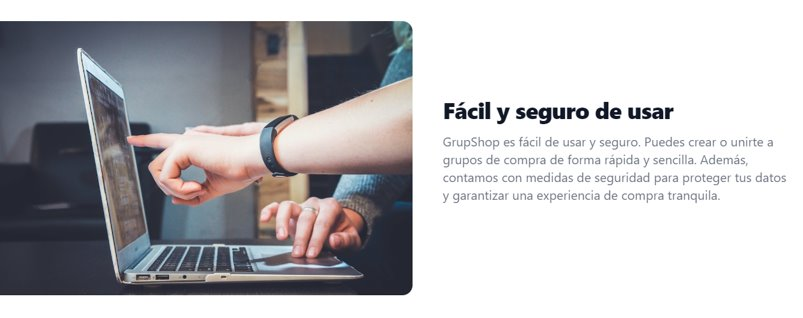 Fácil y seguro de usar
GrupShop es fácil de usar y seguro. Puedes crear o unirte a
grupos de compra de forma rápida y sencilla. Además,
contamos con medidas de seguridad para proteger tus datos
y garantizar una experiencia de compra tranquila.